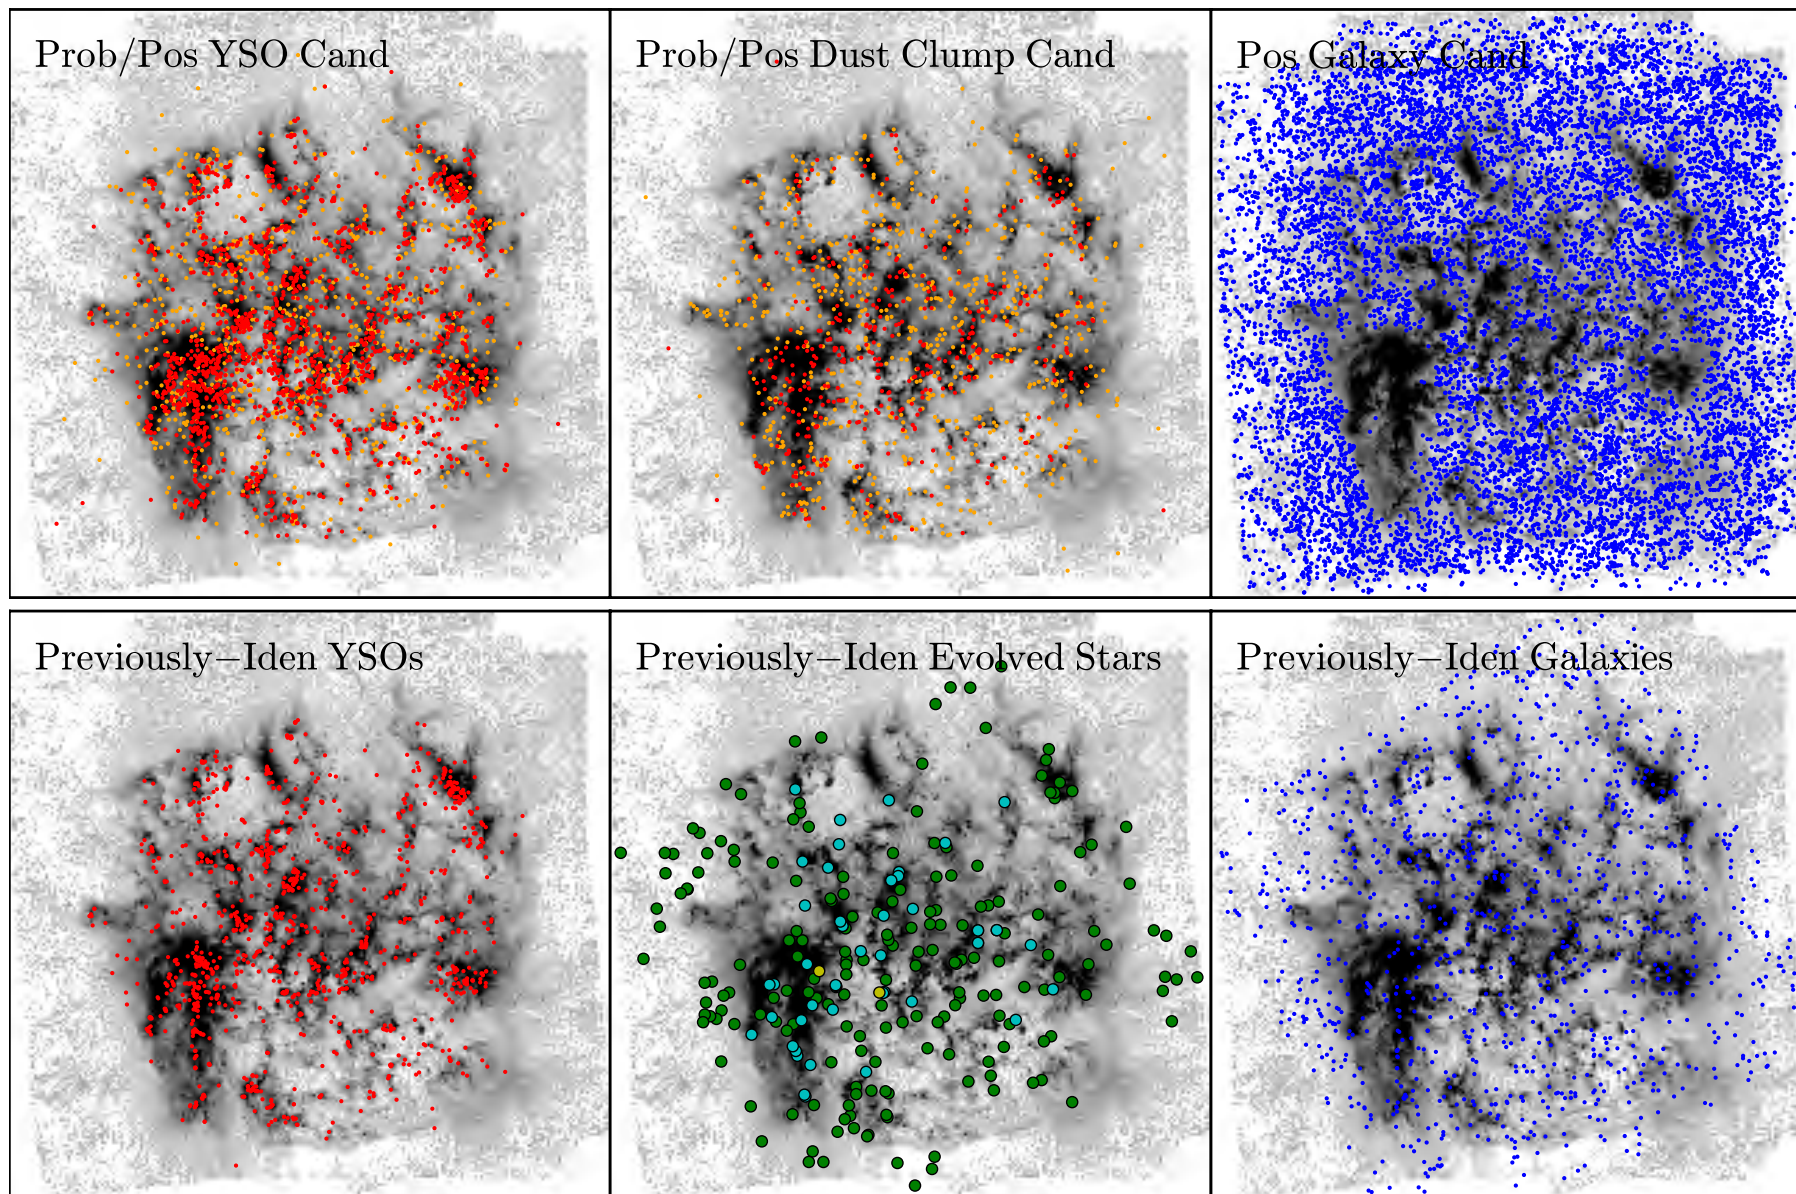 Prob/Pos YSO Cand
Prob/Pos Dust Clump Cand
Pos Galaxy Cand
Previously−Iden YSOs
Previously−Iden Evolved Stars
Previously−Iden Galaxies